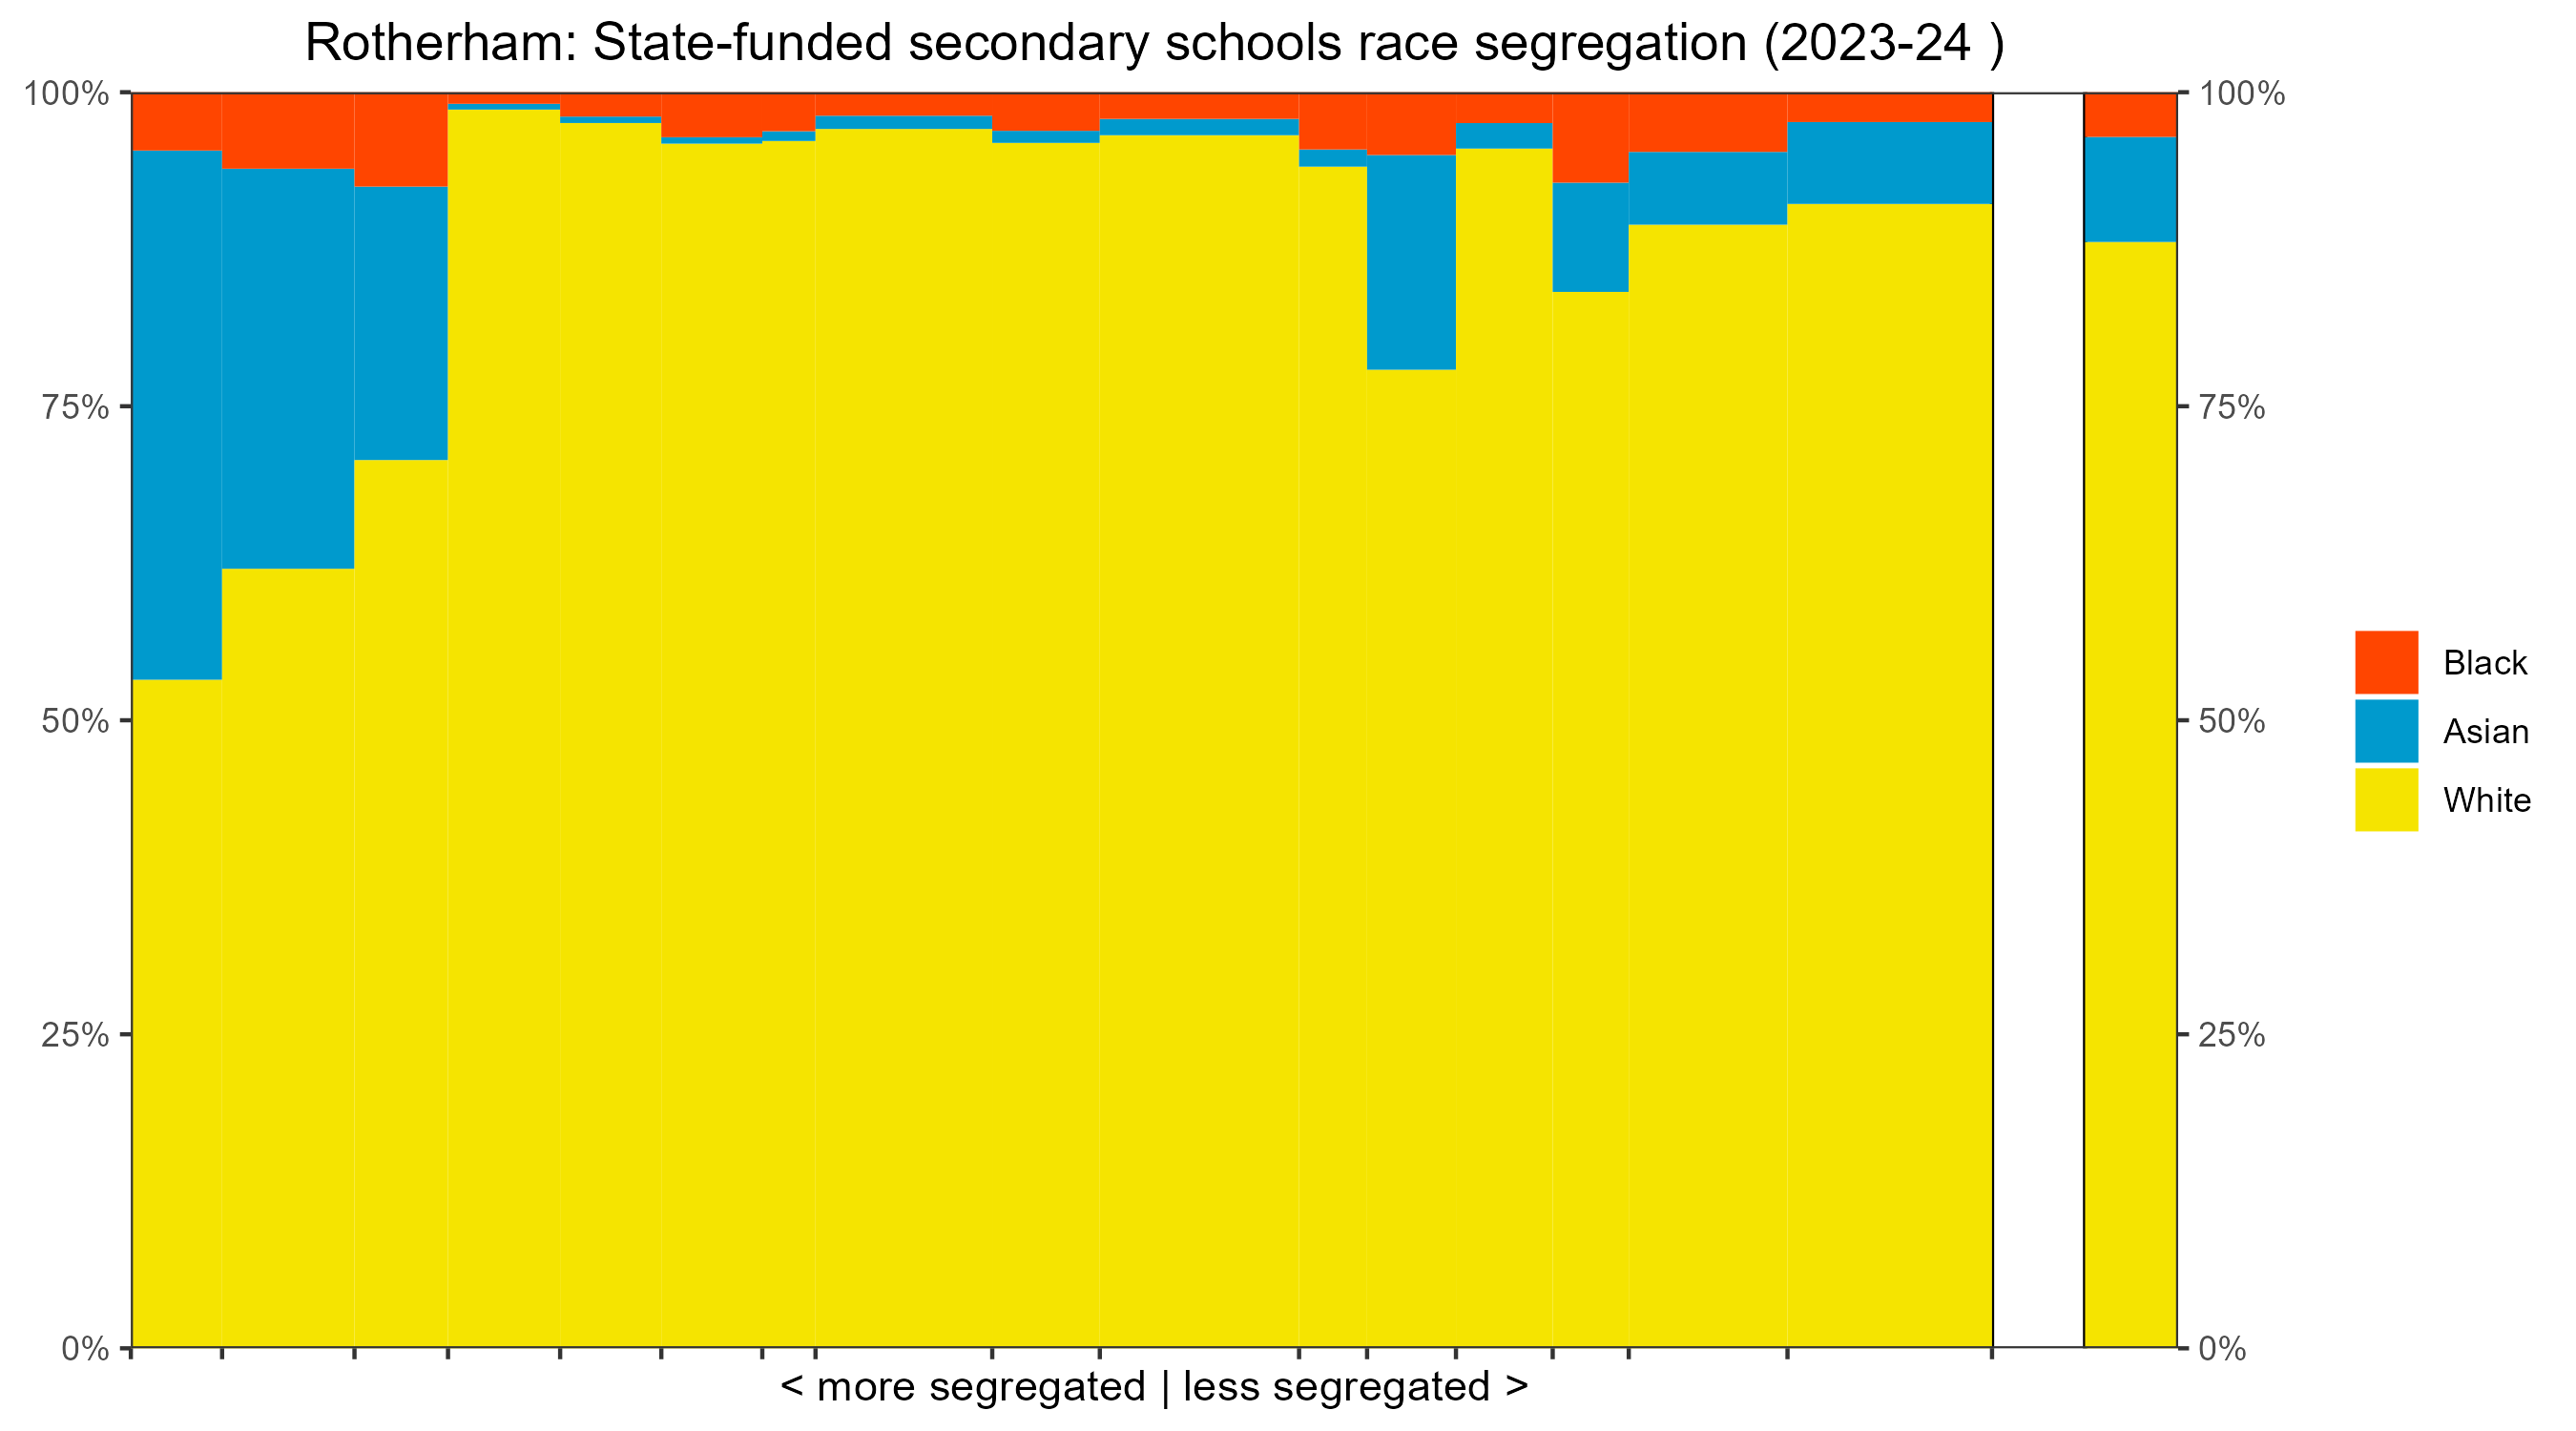 Rotherham: State-funded secondary schools race segregation (2023-24 )
100%
75%
50%
25%
0%
100%
75%
50%
25%
0%
Black
Asian
White
< more segregated | less segregated >